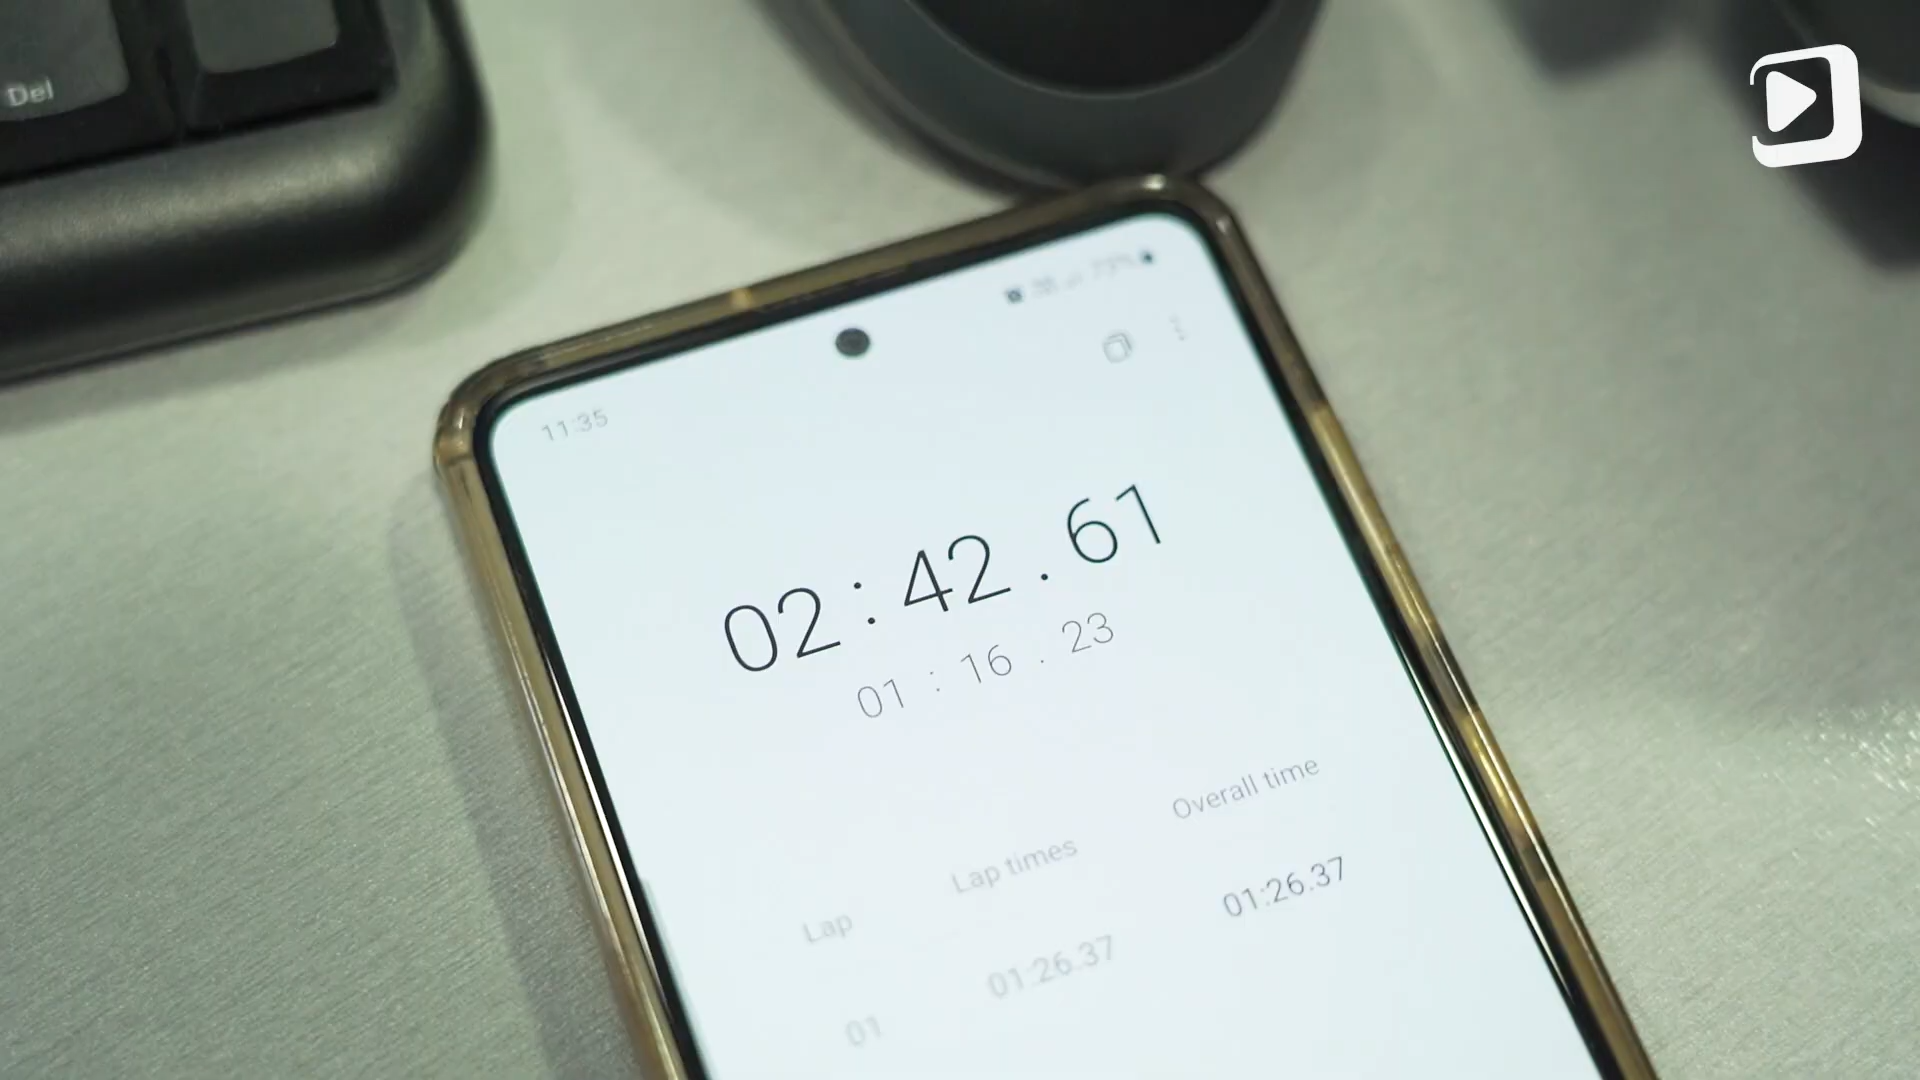 Del
11:35
02:42.61
01:16.23
Lap Lap times Overall time
01 01:26.37 01:26.37